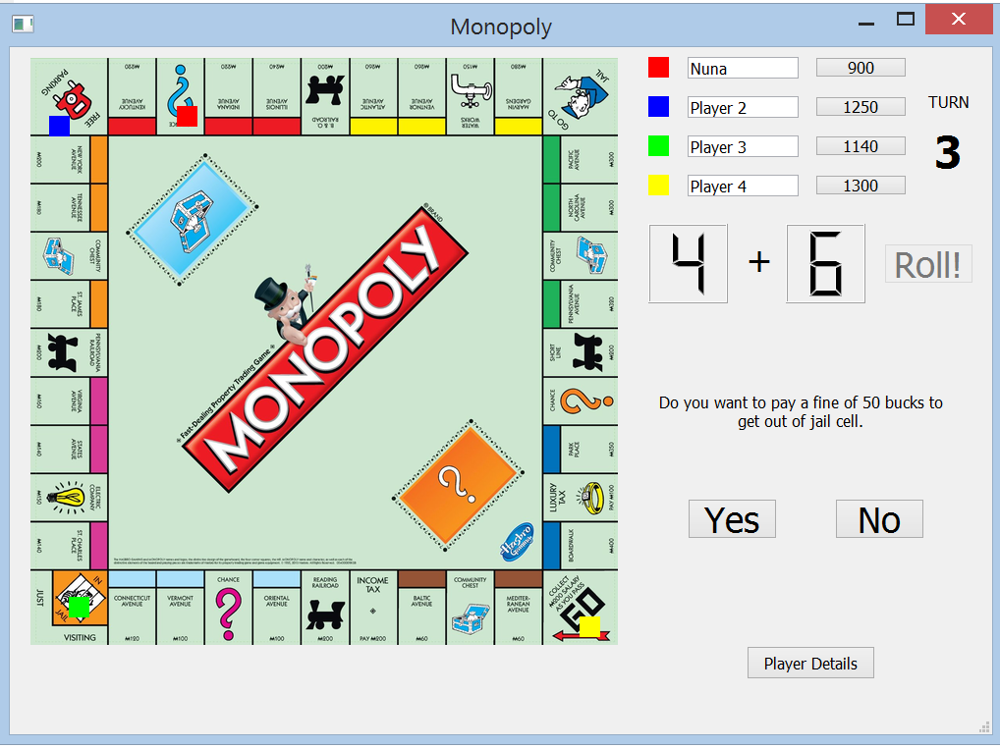 Monopoly
FREE
PARKING
KENTUCKY
AVENUE
M220
CE
INDIANA
AVENUE
M220
ILLINOIS
AVENUE
M240
B. & O.
RAILROAD
M200
ATLANTIC
AVENUE
M260
VENTNOR
AVENUE
M260
WATER
WORKS
M150
MARVIN
GARDENS
M280
GO TO
JAIL
NEW YORK
AVENUE
M200
TENNESSEE
AVENUE
M180
COMMUNITY
CHEST
ST. JAMES
PLACE
M180
PENNSYLVANIA
RAILROAD
M200
VIRGINIA
AVENUE
M160
STATES
AVENUE
M140
ELECTRIC
COMPANY
M150
ST. CHARLES
PLACE
M140
PACIFIC
AVENUE
M300
NORTH
CAROLINA
AVENUE
M300
COMMUNITY
CHEST
PENNSYLVANIA
AVENUE
M320
SHORT
LINE
M200
CHANCE
PARK
PLACE
M350
LUXURY
TAX
PAY M100
BOARDWALK
M400
© BRAND
MONOPOLY
Fast-Dealing Property Trading Game
Hasbro
Gaming
IN
JAIL
JUST
VISITING
CONNECTICUT
AVENUE
M120
VERMONT
AVENUE
M100
CHANCE
ORIENTAL
AVENUE
M100
READING
RAILROAD
M200
INCOME
TAX
PAY M200
BALTIC
AVENUE
M60
COMMUNITY
CHEST
MEDITER-
RANEAN
AVENUE
M60
COLLECT
M200 SALARY
AS YOU PASS
GO
Nuna 900
Player 2 1250
Player 3 1140
Player 4 1300
TURN
3
4 + 6 Roll!
Do you want to pay a fine of 50 bucks to
get out of jail cell.
Yes No
Player Details